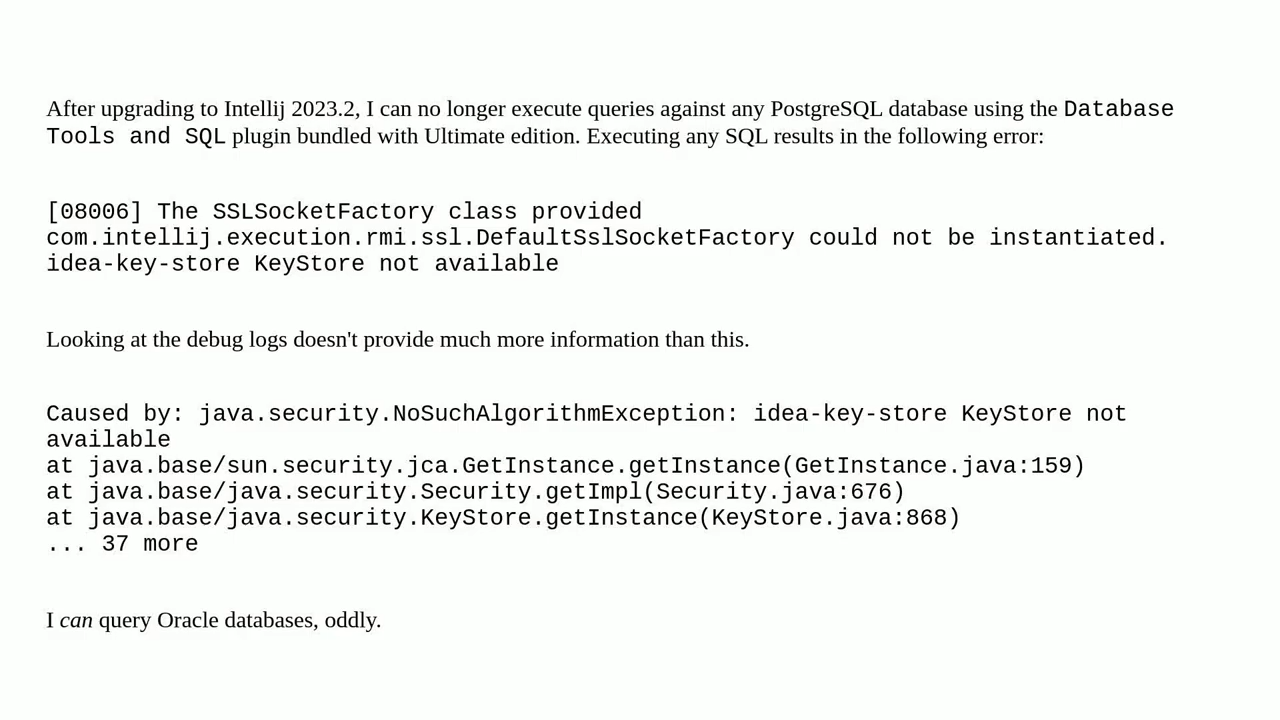 After upgrading to Intellij 2023.2, I can no longer execute queries against any PostgreSQL database using the Database
Tools and SQL plugin bundled with Ultimate edition. Executing any SQL results in the following error:
[08006] The SSLSocketFactory class provided
com.intellij.execution.rmi.ssl.DefaultSslSocketFactory could not be instantiated.
idea-key-store KeyStore not available
Looking at the debug logs doesn't provide much more information than this.
Caused by: java.security.NoSuchAlgorithmException: idea-key-store KeyStore not
available
at java.base/sun.security.jca.GetInstance.getInstance(GetInstance.java:159)
at java.base/java.security.Security.getImpl(Security.java:676)
at java.base/java.security.KeyStore.getInstance(KeyStore.java:868)
... 37 more
I can query Oracle databases, oddly.